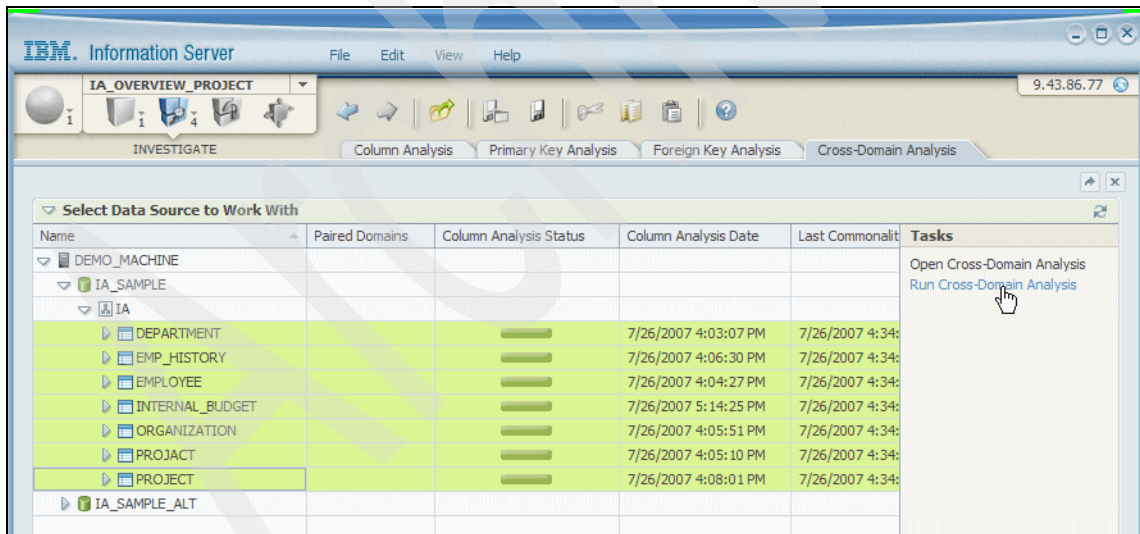 IBM. Information Server File Edit View Help
IA_OVERVIEW_PROJECT 9.43.86.77
1 1 4
INVESTIGATE Column Analysis Primary Key Analysis Foreign Key Analysis Cross-Domain Analysis
Select Data Source to Work With
Name Paired Domains Column Analysis Status Column Analysis Date Last Commonalit Tasks
DEMO_MACHINE Open Cross-Domain Analysis
IA_SAMPLE Run Cross-Domain Analysis
IA
DEPARTMENT 7/26/2007 4:03:07 PM 7/26/2007 4:34:
EMP_HISTORY 7/26/2007 4:06:30 PM 7/26/2007 4:34:
EMPLOYEE 7/26/2007 4:04:27 PM 7/26/2007 4:34:
INTERNAL_BUDGET 7/26/2007 5:14:25 PM 7/26/2007 4:34:
ORGANIZATION 7/26/2007 4:05:51 PM 7/26/2007 4:34:
PROJACT 7/26/2007 4:05:10 PM 7/26/2007 4:34:
PROJECT 7/26/2007 4:08:01 PM 7/26/2007 4:34:
IA_SAMPLE_ALT